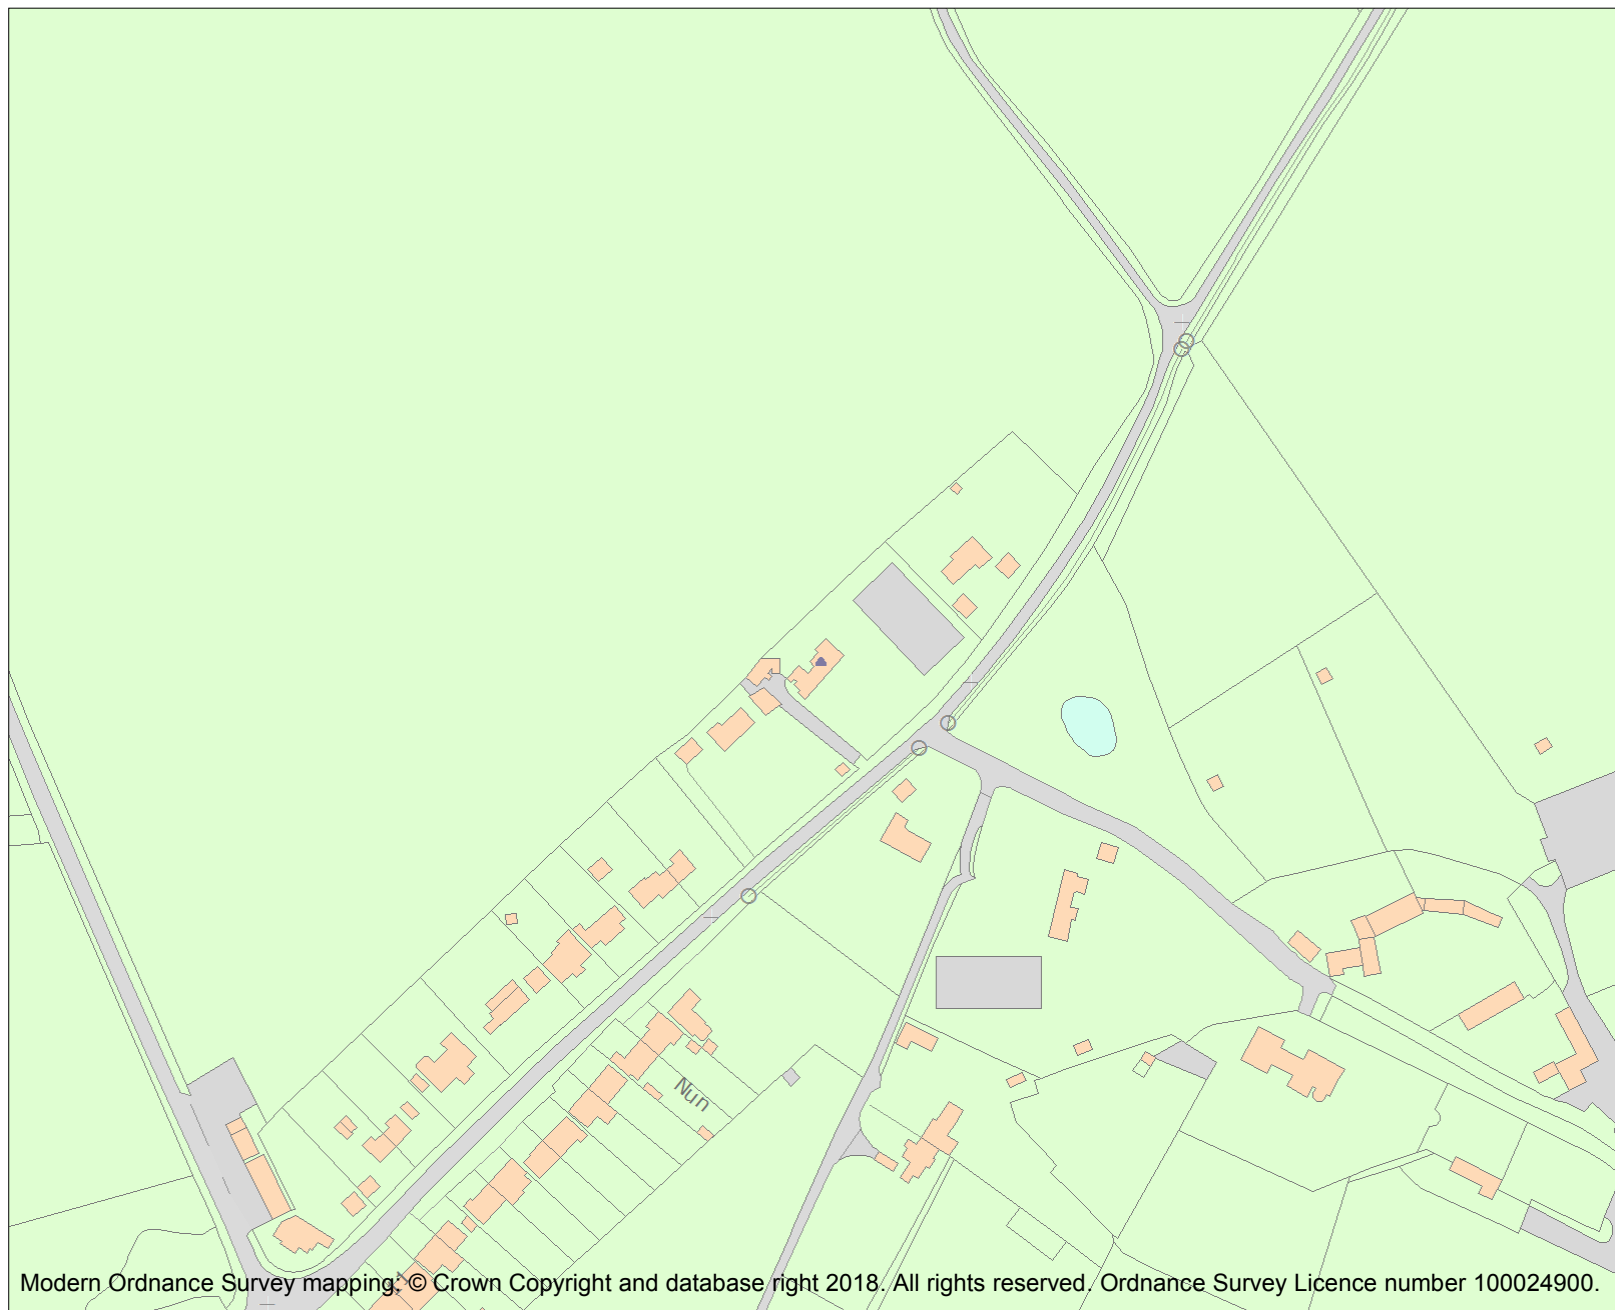 Nun
Modern Ordnance Survey mapping: © Crown Copyright and database right 2018. All rights reserved. Ordnance Survey Licence number 100024900.